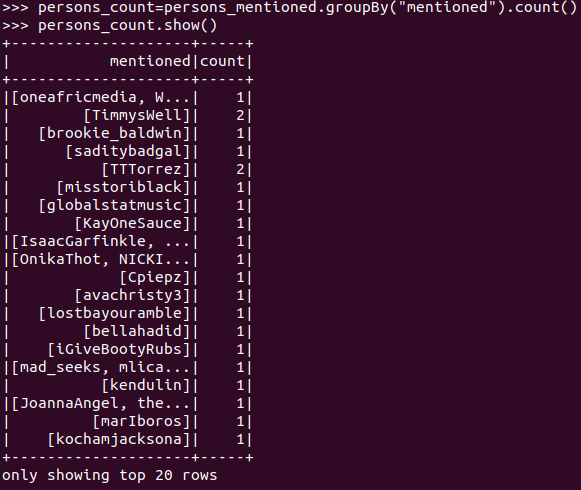 >>> persons_count=persons_mentioned.groupBy("mentioned").count()
>>> persons_count.show()
+--------------------+-----+
|           mentioned|count|
+--------------------+-----+
|[oneafricmedia, W...|    1|
|        [TimmysWell]|    2|
|   [brookie_baldwin]|    1|
|      [saditybadgal]|    1|
|          [TTTorrez]|    2|
|     [misstoriblack]|    1|
|   [globalstatmusic]|    1|
|       [KayOneSauce]|    1|
|[IsaacGarfinkle, ...|    1|
|[OnikaThot, NICKI...|    1|
|            [Cpiepz]|    1|
|       [avachristy3]|    1|
|   [lostbayouramble]|    1|
|        [bellahadid]|    1|
|    [iGiveBootyRubs]|    1|
|[mad_seeks, mlica...|    1|
|          [kendulin]|    1|
|[JoannaAngel, the...|    1|
|         [marIboros]|    1|
|    [kochamjacksona]|    1|
+--------------------+-----+
only showing top 20 rows